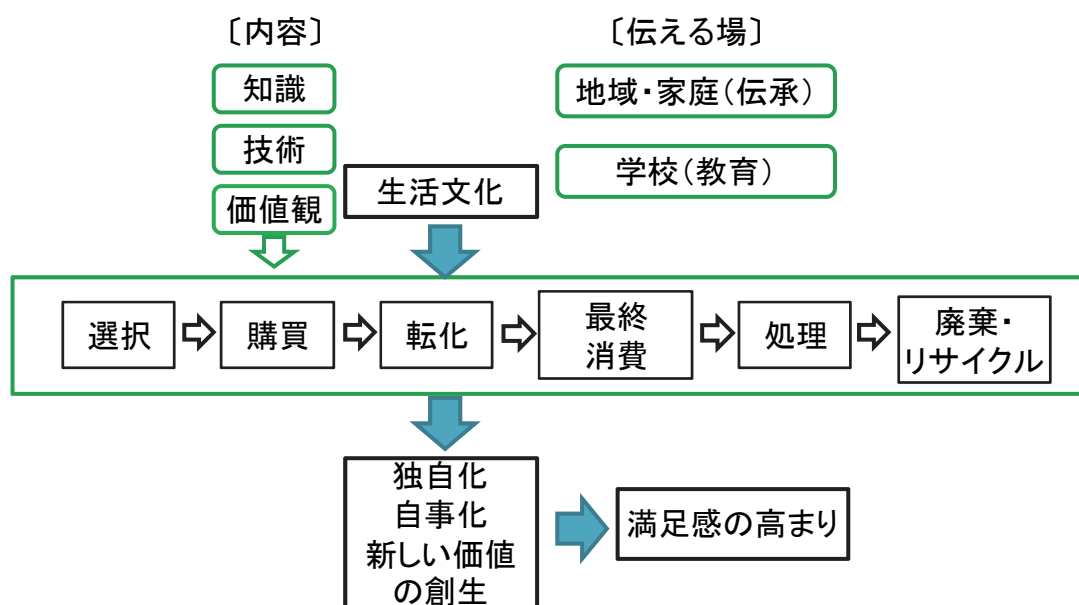 〔内容〕
〔伝える場〕
知識
技術
価値観
地域・家庭(伝承)
学校(教育)
生活文化
選択
購買
転化
最終
消費
処理
廃棄・
リサイクル
独自化
自事化
新しい価値
の創生
満足感の高まり